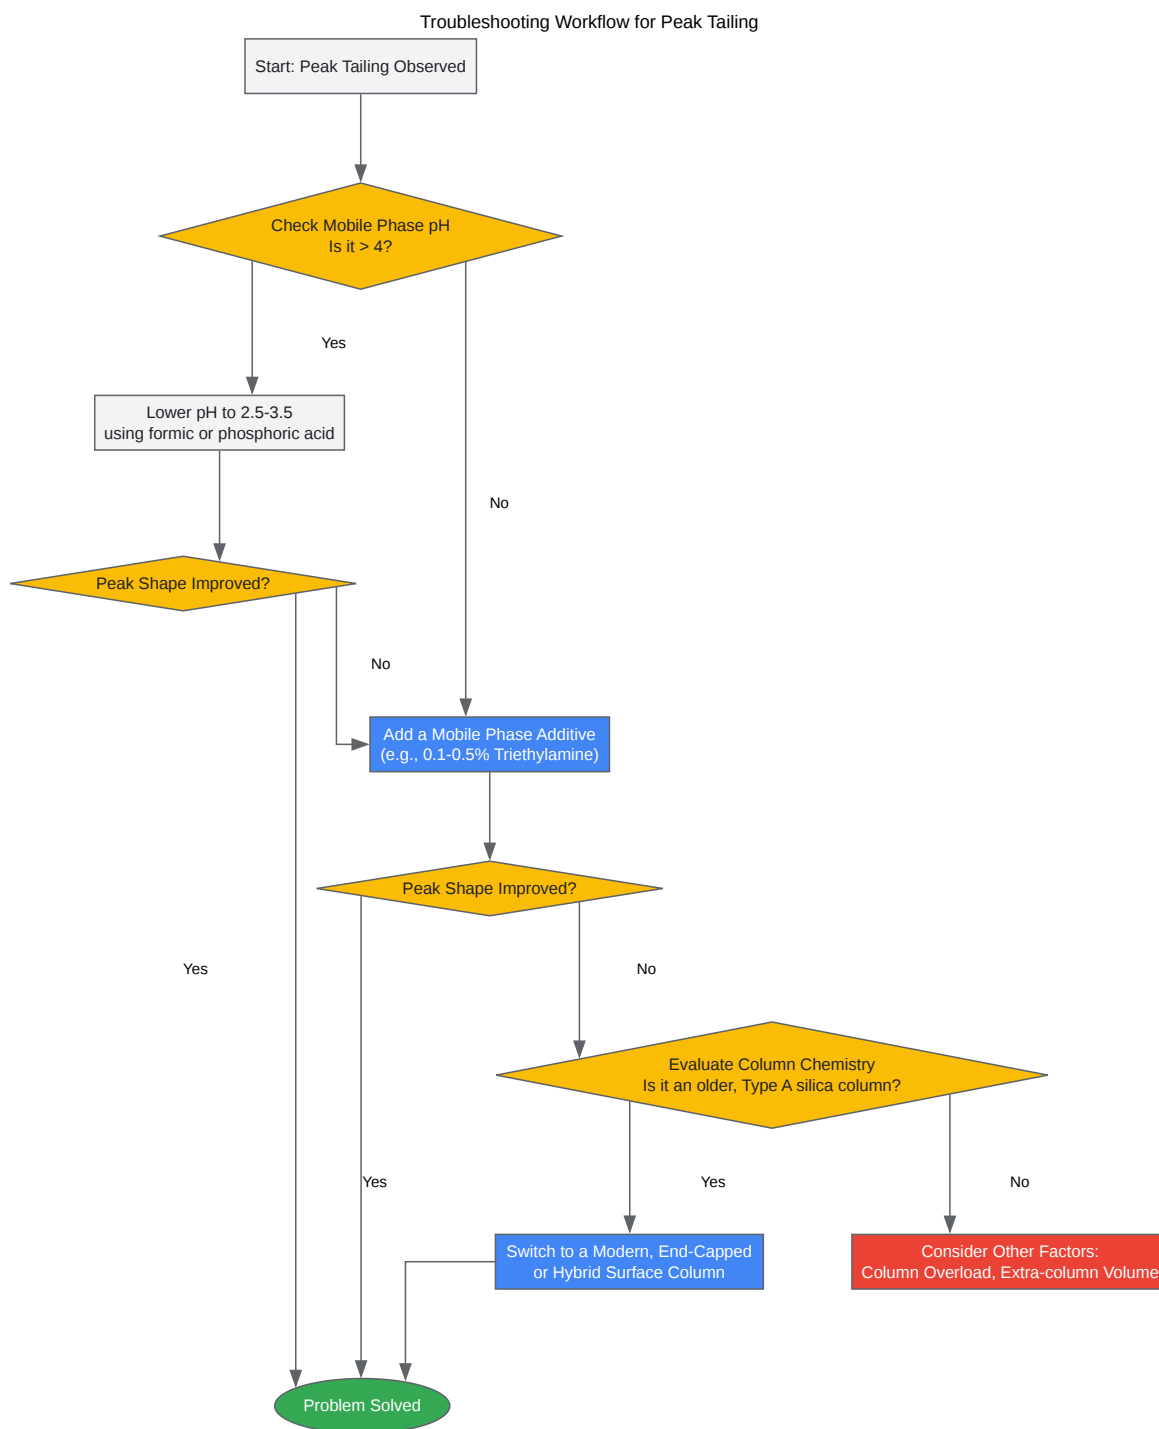 Troubleshooting Workflow for Peak Tailing
Start: Peak Tailing Observed
Check Mobile Phase pH
Is it > 4?
Yes
Lower pH to 2.5-3.5
using formic or phosphoric acid
No
Peak Shape Improved?
No
Add a Mobile Phase Additive
(e.g., 0.1-0.5% Triethylamine)
Peak Shape Improved?
Yes
No
Evaluate Column Chemistry
Is it an older, Type A silica column?
Yes
Yes
No
Switch to a Modern, End-Capped
or Hybrid Surface Column
Consider Other Factors:
Column Overload, Extra-column Volume
Problem Solved